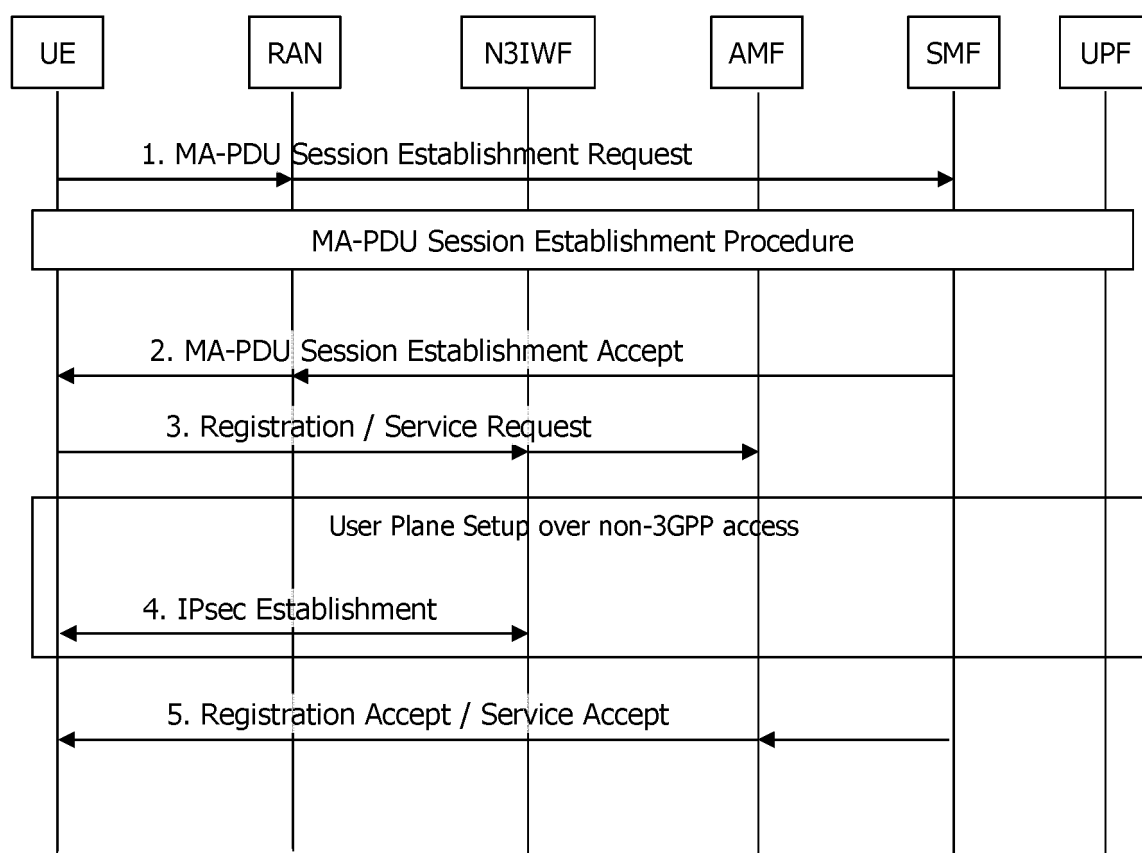 UE
RAN
N3IWF
AMF
SMF
UPF
1. MA-PDU Session Establishment Request
MA-PDU Session Establishment Procedure
2. MA-PDU Session Establishment Accept
3. Registration / Service Request
User Plane Setup over non-3GPP access
4. IPsec Establishment
5. Registration Accept / Service Accept